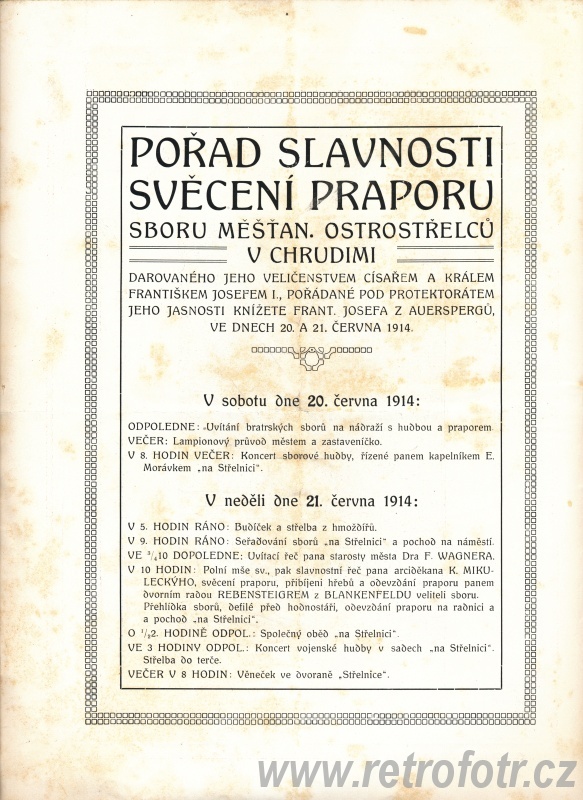 POŘAD SLAVNOSTI
SVĚCENÍ PRAPORU
SBORU MĚŠŤAN. OSTROSTŘELCŮ
V CHRUDIMI
DAROVANÉHO JEHO VELIČENSTVEM CÍSAŘEM A KRÁLEM
FRANTIŠKEM JOSEFEM I., POŘÁDANÉ POD PROTEKTORÁTEM
JEHO JASNOSTI KNÍŽETE FRANT. JOSEFA Z AUERSPERGŮ,
VE DNECH 20. A 21. ČERVNA 1914.
V sobotu dne 20. června 1914:
ODPOLEDNE: Uvítání bratrských sborů na nádraží s hudbou a praporem
VEČER: Lampionový průvod městem a zastaveníčko.
V 8. HODIN VEČER: Koncert sborové hudby, řízené panem kapelníkem E.
Morávkem „na Střelnici".
V neděli dne 21. června 1914:
V 5. HODIN RÁNO: Budíček a střelba z hmoždířů.
V 9. HODIN RÁNO: Seřaďování sborů „na Střelnici" a pochod na náměstí.
VE ³/₄10 DOPOLEDNE: Uvítací řeč pana starosty města Dra F. WAGNERA.
V 10 HODIN: Polní mše sv., pak slavnostní řeč pana arciděkana K. MIKU-
LECKÝHO, svěcení praporu, přibíjení hřebů a odevzdání praporu panem
dvorním radou REBENSTEIGREM z BLANKENFELDU veliteli sboru.
Přehlídka sborů, defilé před hodnostáři, odevzdání praporu na radnici a
a pochod „na Střelnici".
O ¹/₂2. HODINĚ ODPOL.: Společný oběd „na Střelnici".
VE 3 HODINY ODPOL.: Koncert vojenské hudby v sadech „na Střelnici".
Střelba do terče.
VEČER V 8 HODIN: Věneček ve dvoraně „Střelnice".
www.retrofotr.cz